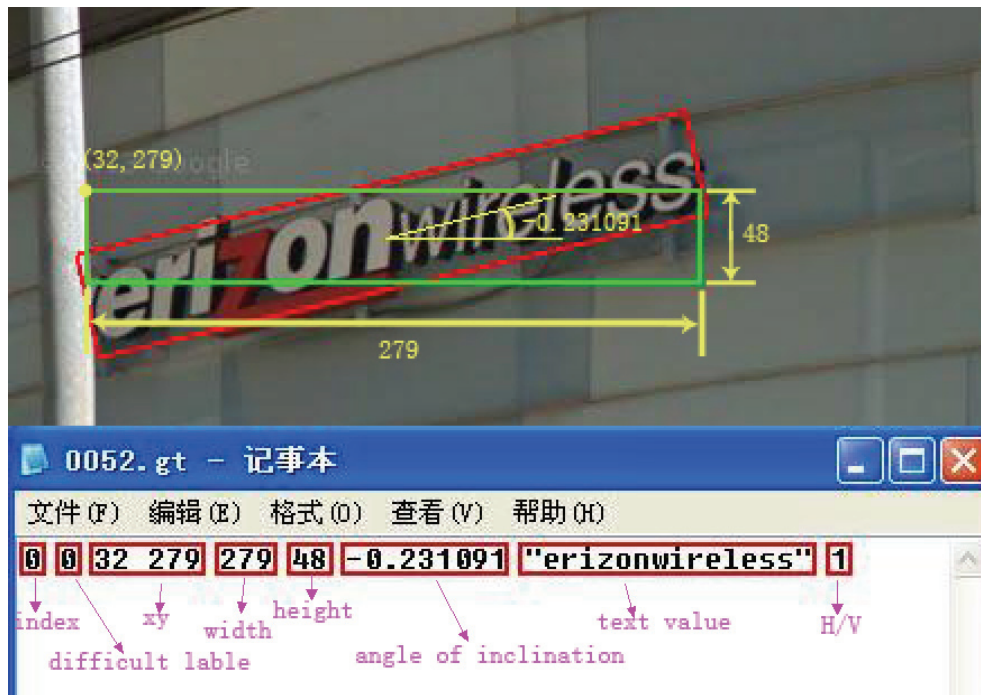 (32, 279)
ogle
erizonwireless
-0.231091
48
279
0052.gt - 记事本
文件(F) 编辑(E) 格式(O) 查看(V) 帮助(H)
0 0 32 279 279 48 -0.231091 "erizonwireless" 1
index xy width height text value H/V
difficult lable angle of inclination